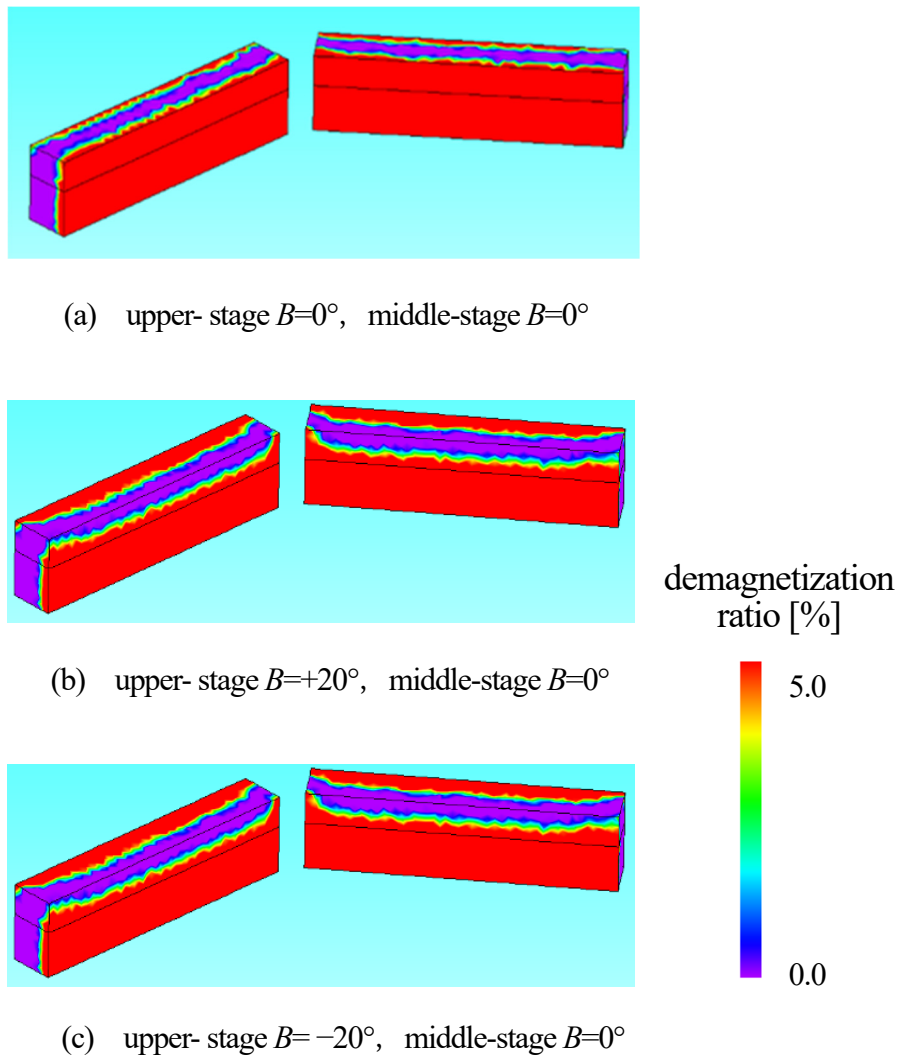 (a) upper- stage B=0°, middle-stage B=0°
(b) upper- stage B=+20°, middle-stage B=0°
demagnetization
ratio [%]
5.0
0.0
(c) upper- stage B= −20°, middle-stage B=0°